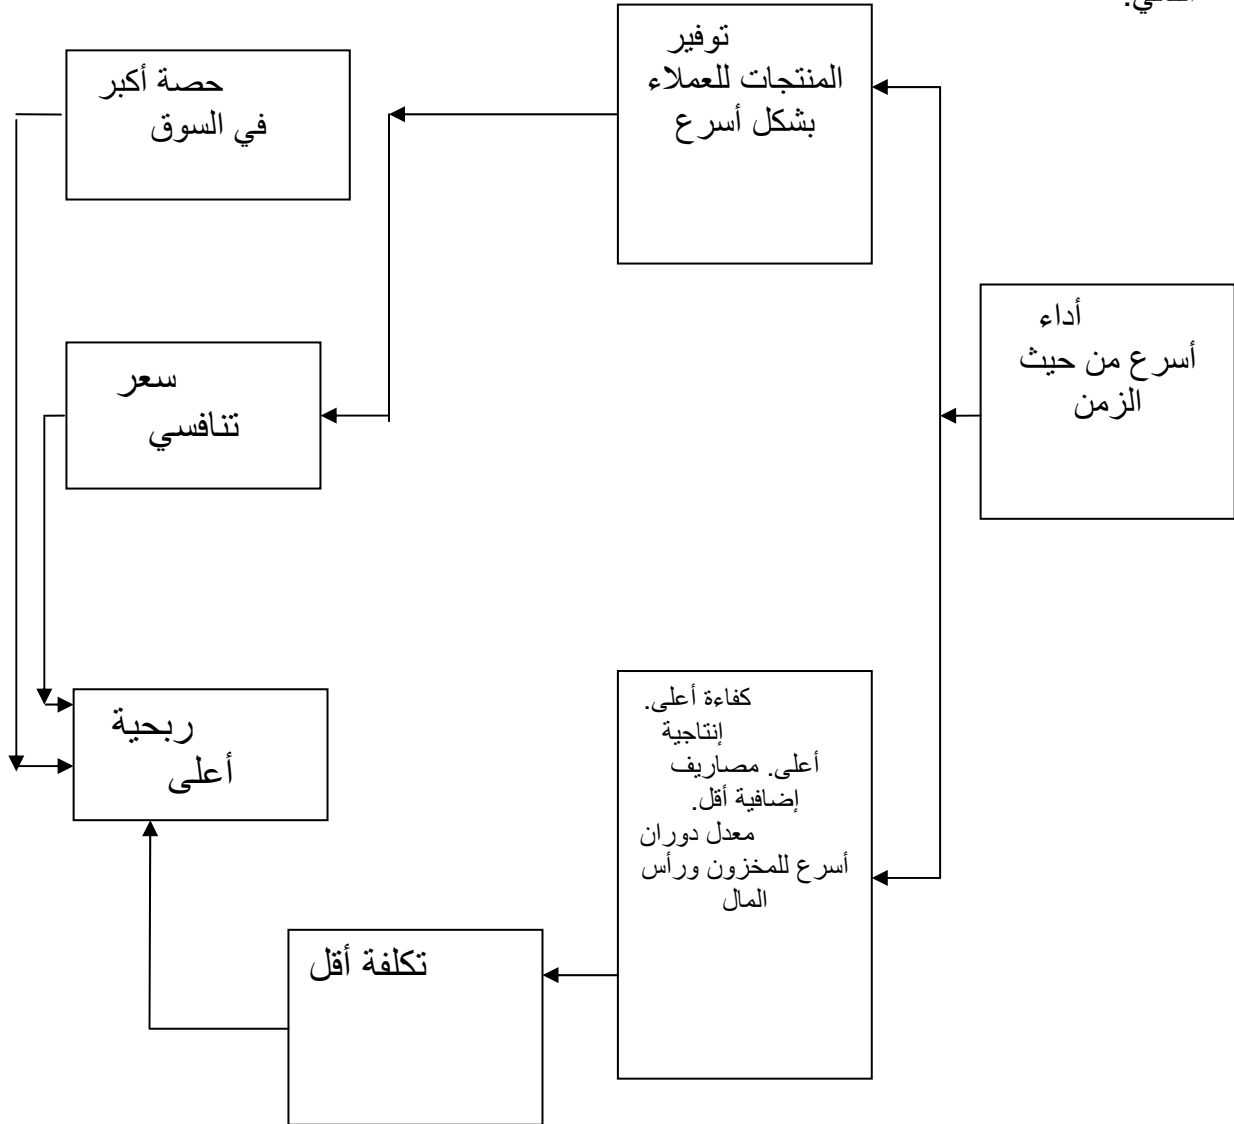 توفير
المنتجات للعملاء
بشكل أسرع
حصة أكبر
في السوق
أداء
أسرع من حيث
الزمن
سعر
تنافسي
كفاءة أعلى.
إنتاجية
أعلى. مصاريف
إضافية أقل.
معدل دوران
أسرع للمخزون ورأس
المال
ربحية
أعلى
تكلفة أقل